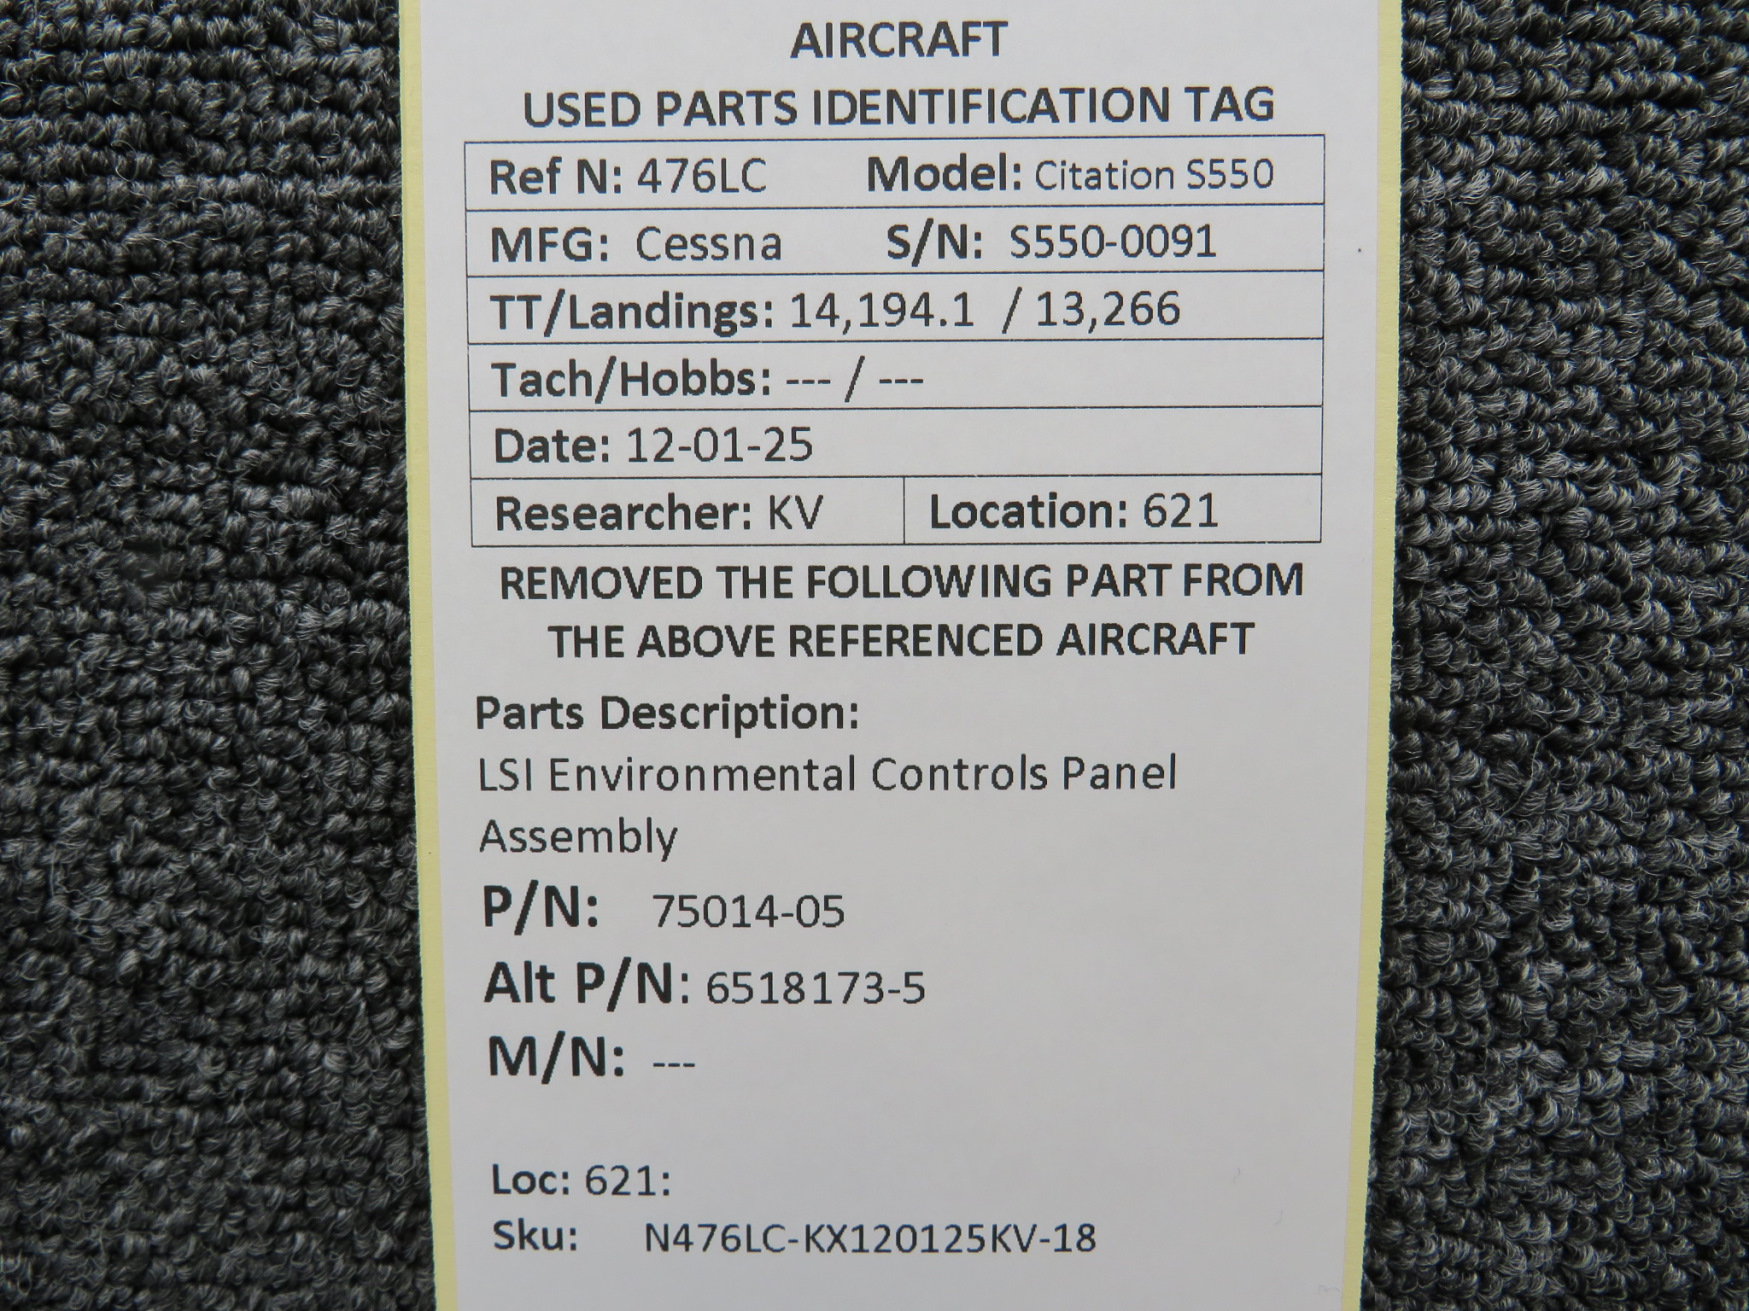 AIRCRAFT
USED PARTS IDENTIFICATION TAG
Ref N: 476LC Model: Citation S550
MFG: Cessna S/N: S550-0091
TT/Landings: 14,194.1 / 13,266
Tach/Hobbs: --- / ---
Date: 12-01-25
Researcher: KV Location: 621
REMOVED THE FOLLOWING PART FROM
THE ABOVE REFERENCED AIRCRAFT
Parts Description:
LSI Environmental Controls Panel
Assembly
P/N: 75014-05
Alt P/N: 6518173-5
M/N: ---
Loc: 621:
Sku: N476LC-KX120125KV-18